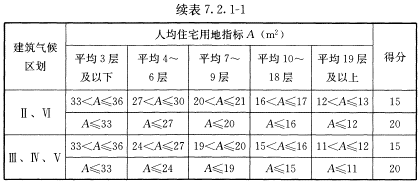 续表 7.2.1-1
建筑气候区划 人均住宅用地指标 A（m²） 得分
平均 3 层及以下 平均 4～6 层 平均 7～9 层 平均 10～18 层 平均 19 层及以上
Ⅱ、Ⅵ 33<A≤36 27<A≤30 20<A≤21 16<A≤17 12<A≤13 15
A≤33 A≤27 A≤20 A≤16 A≤12 20
Ⅲ、Ⅳ、Ⅴ 33<A≤36 24<A≤27 19<A≤20 15<A≤16 11<A≤12 15
A≤33 A≤24 A≤19 A≤15 A≤11 20